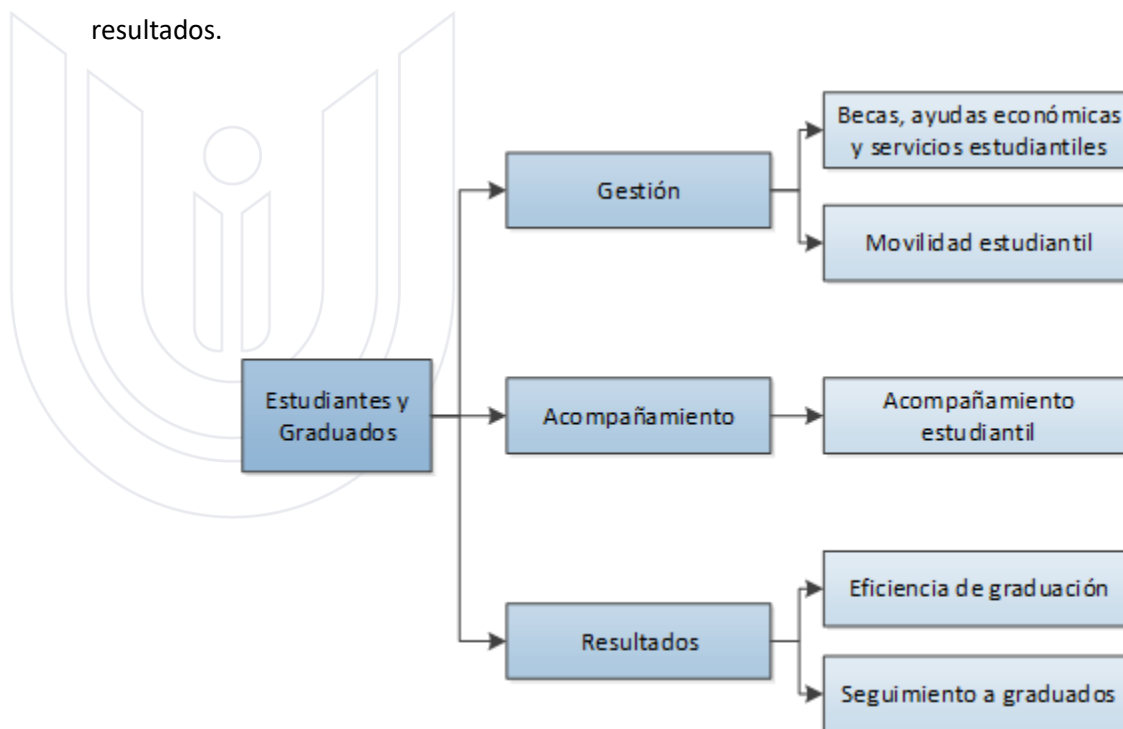 resultados.
Becas, ayudas económicas
y servicios estudiantiles
Gestión
Movilidad estudiantil
Estudiantes y
Graduados
Acompañamiento
Acompañamiento
estudiantil
Eficiencia de graduación
Resultados
Seguimiento a graduados